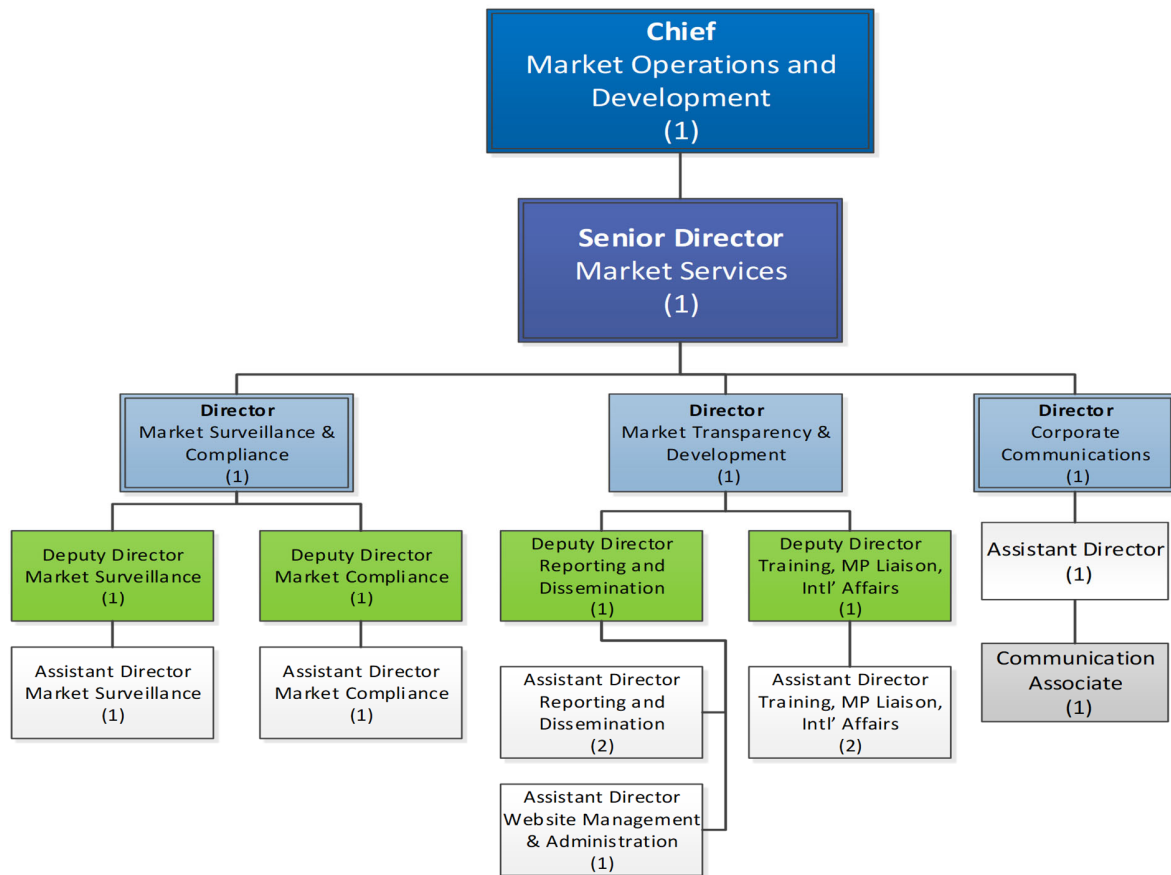 Chief
Market Operations and
Development
(1)
Senior Director
Market Services
(1)
Director
Market Surveillance &
Compliance
(1)
Director
Market Transparency &
Development
(1)
Director
Corporate
Communications
(1)
Deputy Director
Market Surveillance
(1)
Deputy Director
Market Compliance
(1)
Deputy Director
Reporting and
Dissemination
(1)
Deputy Director
Training, MP Liaison,
Intl’ Affairs
(1)
Assistant Director
(1)
Assistant Director
Market Surveillance
(1)
Assistant Director
Market Compliance
(1)
Assistant Director
Reporting and
Dissemination
(2)
Assistant Director
Training, MP Liaison,
Intl’ Affairs
(2)
Communication
Associate
(1)
Assistant Director
Website Management
& Administration
(1)